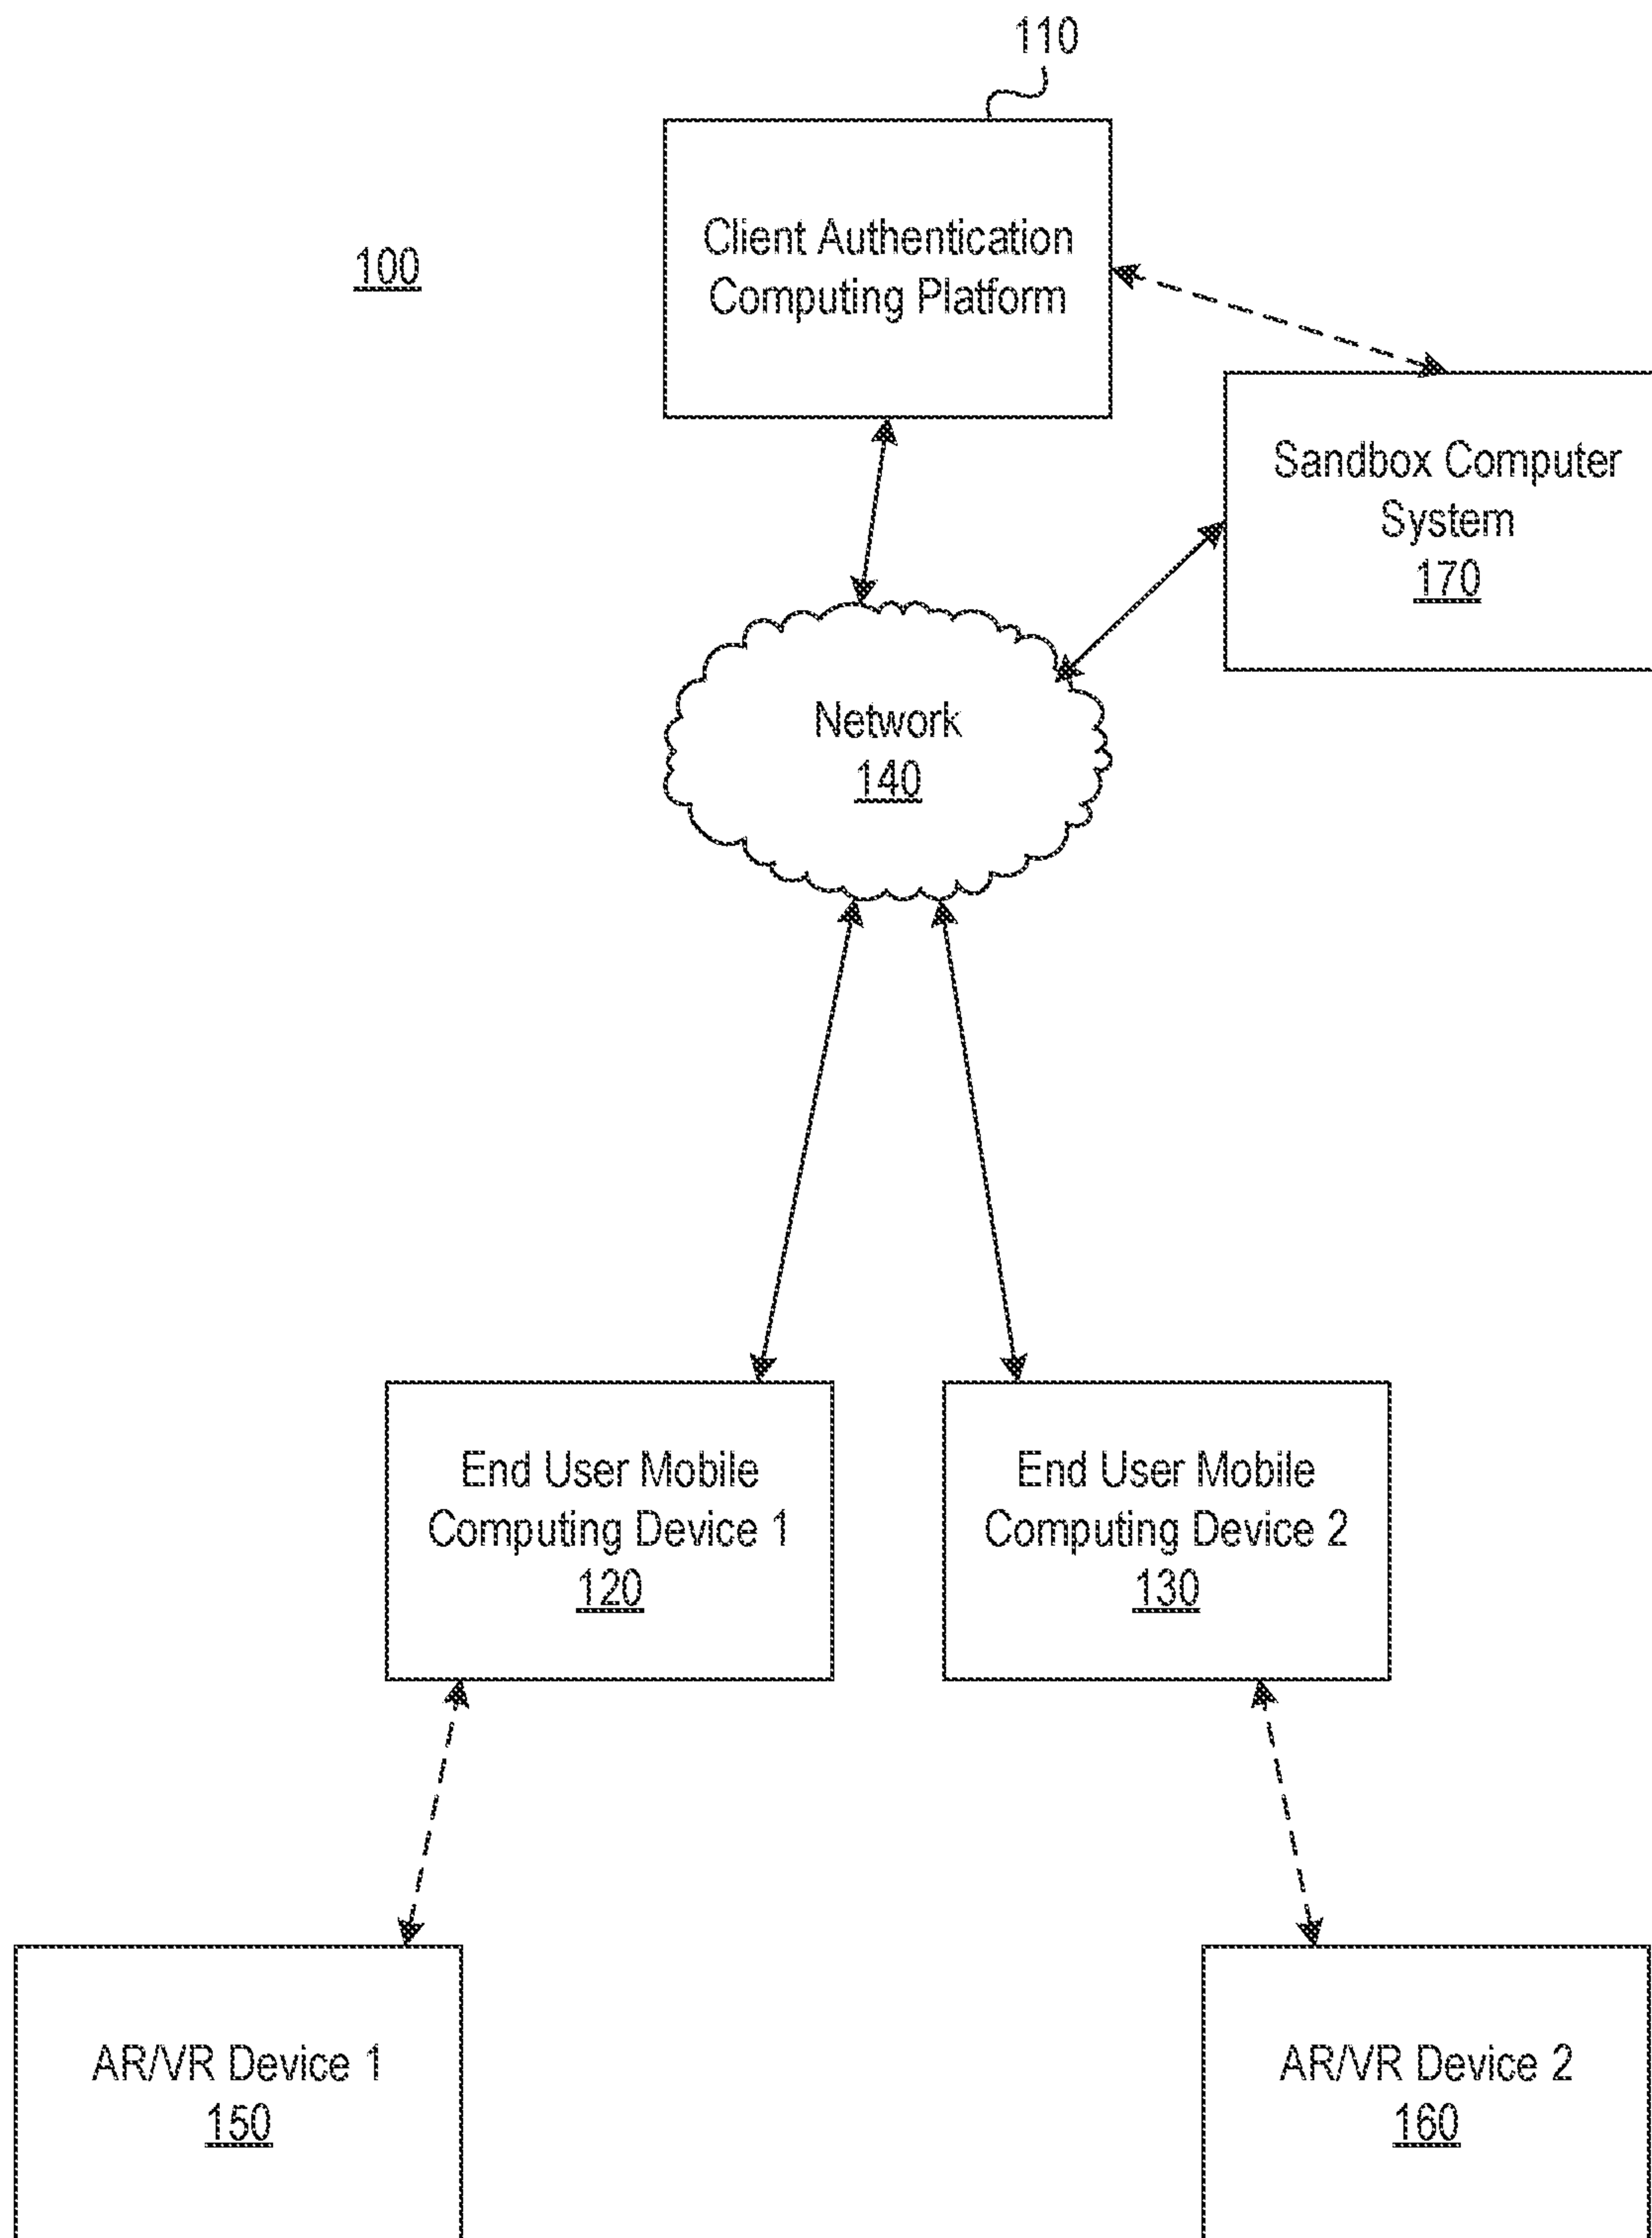 110
100
Client Authentication
Computing Platform
Sandbox Computer
System
170
Network
140
End User Mobile
Computing Device 1
120
End User Mobile
Computing Device 2
130
AR/VR Device 1
150
AR/VR Device 2
160